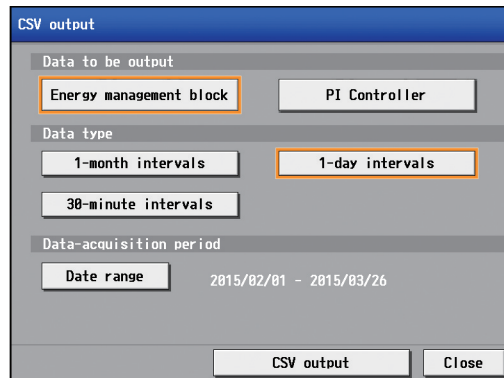 CSV output
Data to be output
Energy management block
PI Controller
Data type
1-month intervals
1-day intervals
30-minute intervals
Data-acquisition period
Date range
2015/02/01 - 2015/03/26
CSV output
Close